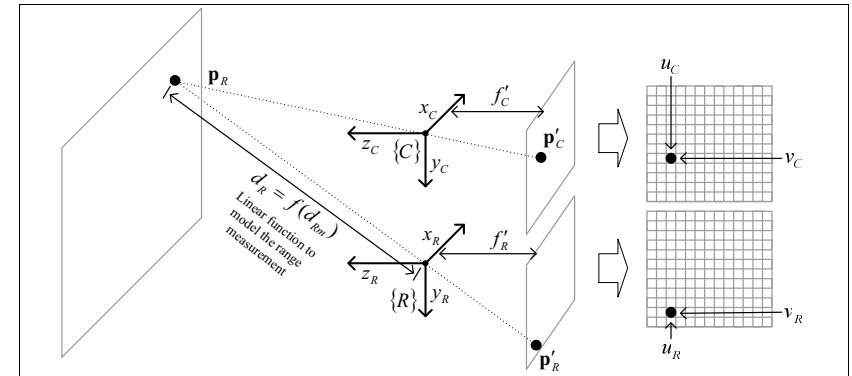 p_R
x_C
f'_C
z_C
{C}
y_C
p'_C
u_C
v_C
d_R = f(d_Rm)
Linear function to
model the range
measurement
x_R
f'_R
z_R
{R}
y_R
p'_R
v_R
u_R